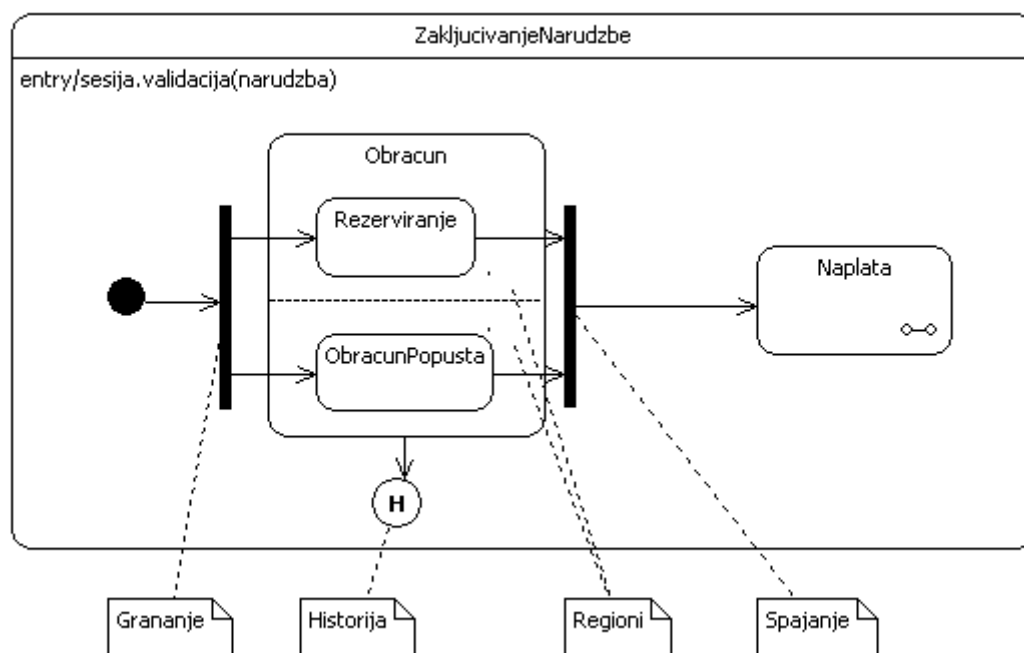 ZakljucivanjeNarudzbe
entry/sesija.validacija(narudzba)
Obracun
Rezerviranje
Naplata
ObracunPopusta
H
Grananje
Historija
Regioni
Spajanje